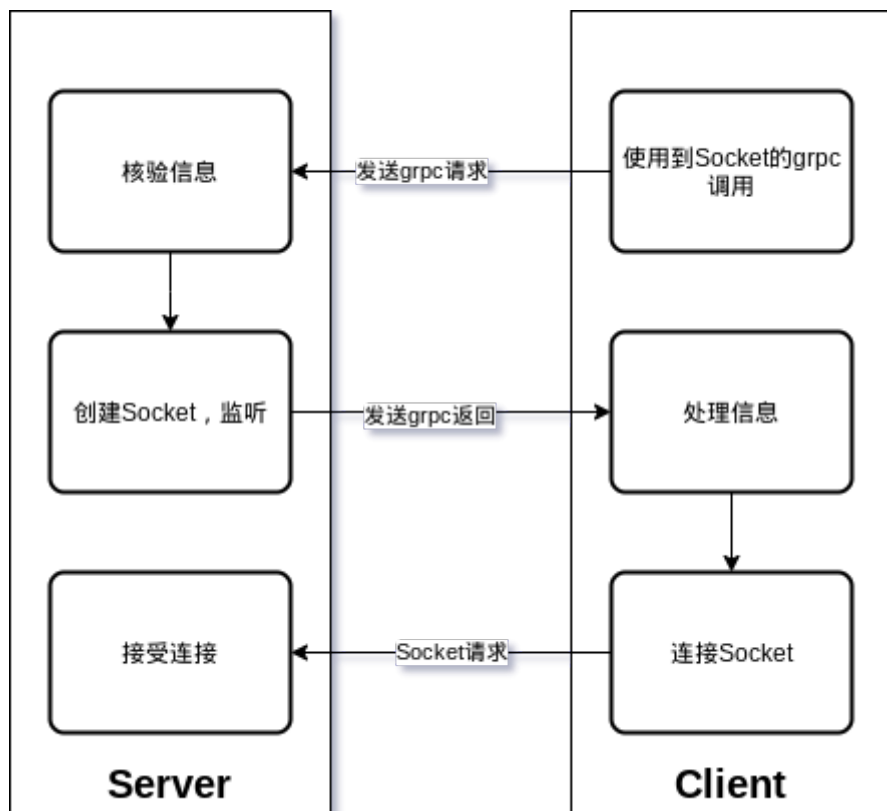 核验信息
发送grpc请求
使用到Socket的grpc
调用
创建Socket，监听
发送grpc返回
处理信息
接受连接
Socket请求
连接Socket
Server
Client